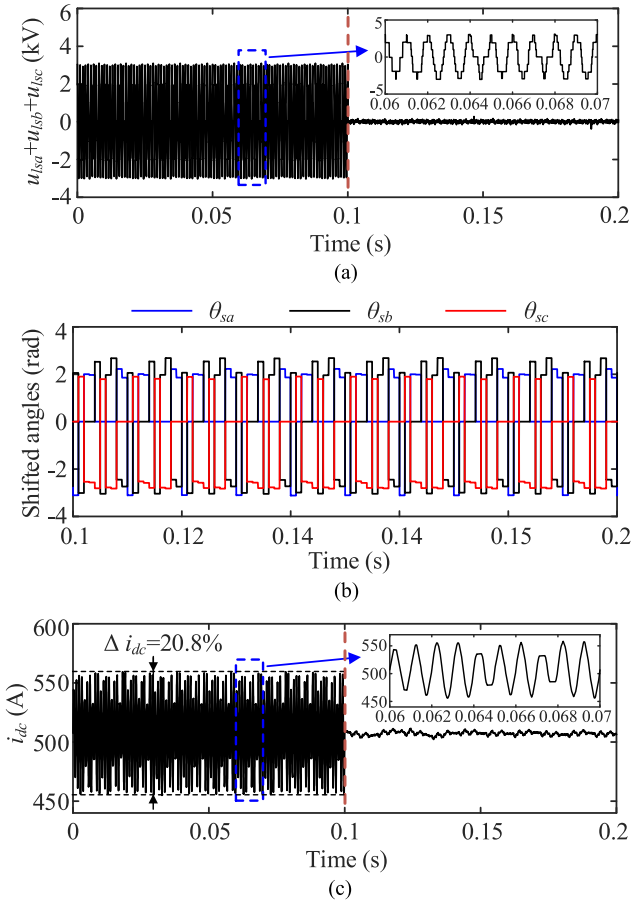 6
4
2
0
-2
-4
u_lsa+u_lsb+u_lsc (kV)
5
0
-5
0.06 0.062 0.064 0.066 0.068 0.07
0 0.05 0.1 0.15 0.2
Time (s)
(a)
θ_sa θ_sb θ_sc
4
2
0
-2
-4
Shifted angles (rad)
0.1 0.12 0.14 0.14 0.15 0.2
Time (s)
(b)
600
550
500
450
i_dc (A)
Δ i_dc=20.8%
550
500
450
0.06 0.062 0.064 0.066 0.068 0.07
0 0.05 0.1 0.15 0.2
Time (s)
(c)